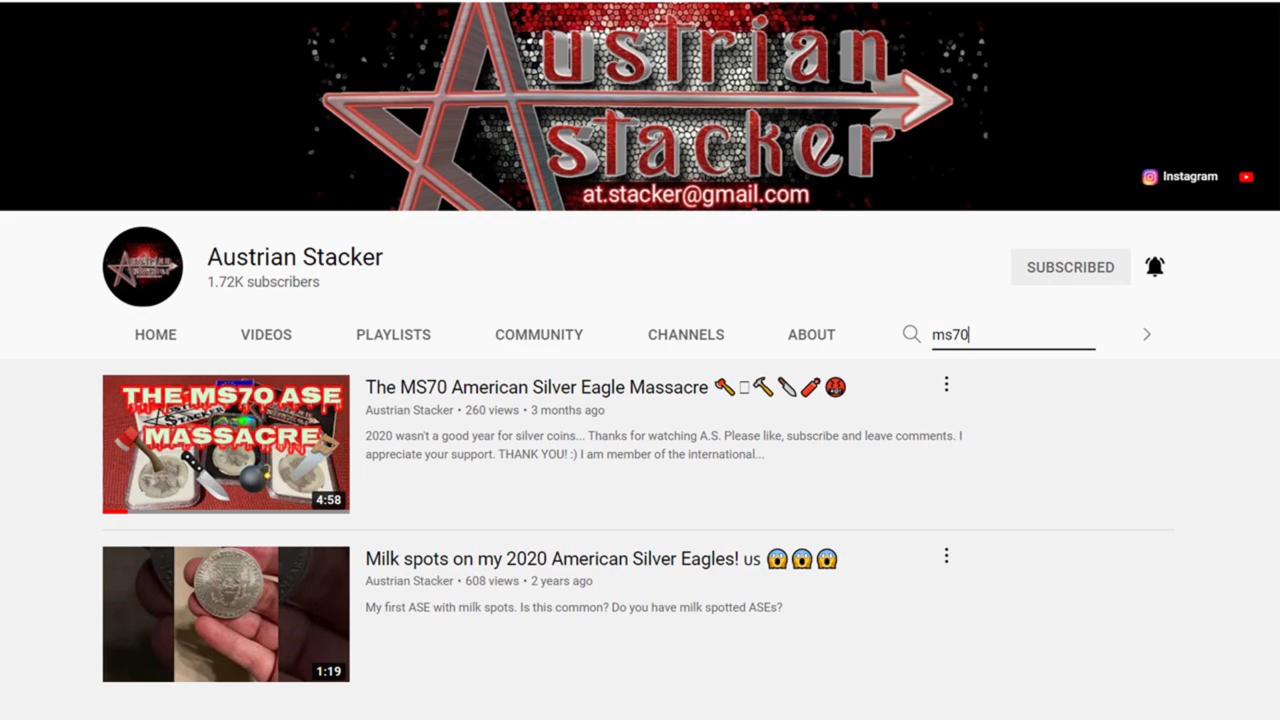 Austrian
Stacker
at.stacker@gmail.com
Instagram
Austrian Stacker
1.72K subscribers
SUBSCRIBED
HOME VIDEOS PLAYLISTS COMMUNITY CHANNELS ABOUT ms70
THE MS70 ASE
MASSACRE
4:58
The MS70 American Silver Eagle Massacre
Austrian Stacker • 260 views • 3 months ago
2020 wasn't a good year for silver coins... Thanks for watching A.S. Please like, subscribe and leave comments. I
appreciate your support. THANK YOU! :) I am member of the international...
1:19
Milk spots on my 2020 American Silver Eagles! US
Austrian Stacker • 608 views • 2 years ago
My first ASE with milk spots. Is this common? Do you have milk spotted ASEs?